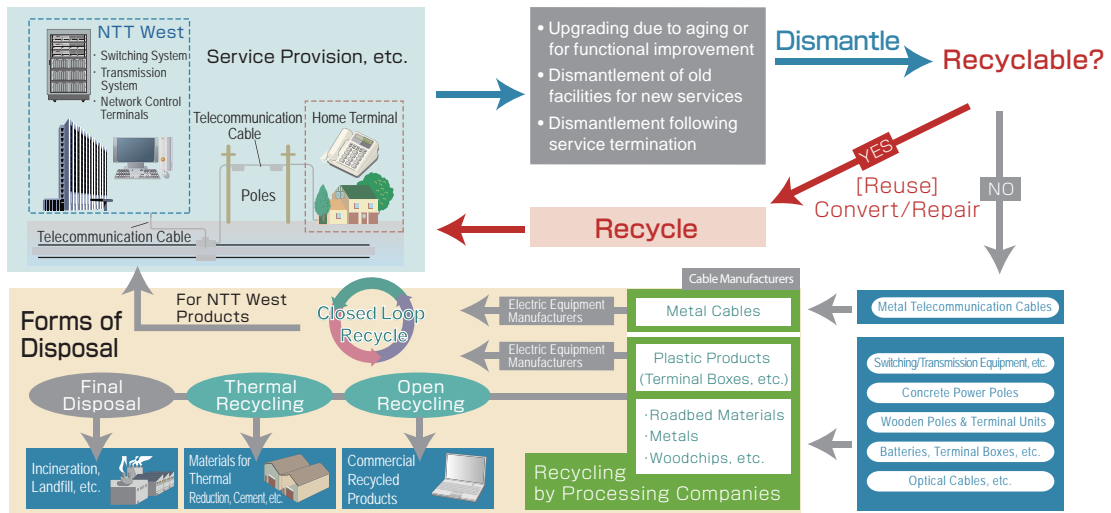 NTT West
· Switching System
· Transmission
System
· Network Control
Terminals
Service Provision, etc.
Telecommunication
Cable
Home Terminal
Poles
Telecommunication Cable
• Upgrading due to aging or
for functional improvement
• Dismantlement of old
facilities for new services
• Dismantlement following
service termination
Dismantle
Recyclable?
YES
[Reuse]
Convert/Repair
NO
Recycle
Forms of
Disposal
For NTT West
Products
Closed Loop
Recycle
Electric Equipment
Manufacturers
Electric Equipment
Manufacturers
Cable Manufacturers
Metal Cables
Plastic Products
(Terminal Boxes, etc.)
·Roadbed Materials
·Metals
·Woodchips, etc.
Recycling
by Processing Companies
Metal Telecommunication Cables
Switching/Transmission Equipment, etc.
Concrete Power Poles
Wooden Poles & Terminal Units
Batteries, Terminal Boxes, etc.
Optical Cables, etc.
Final
Disposal
Thermal
Recycling
Open
Recycling
Incineration,
Landfill, etc.
Materials for
Thermal
Reduction, Cement, etc.
Commercial
Recycled
Products